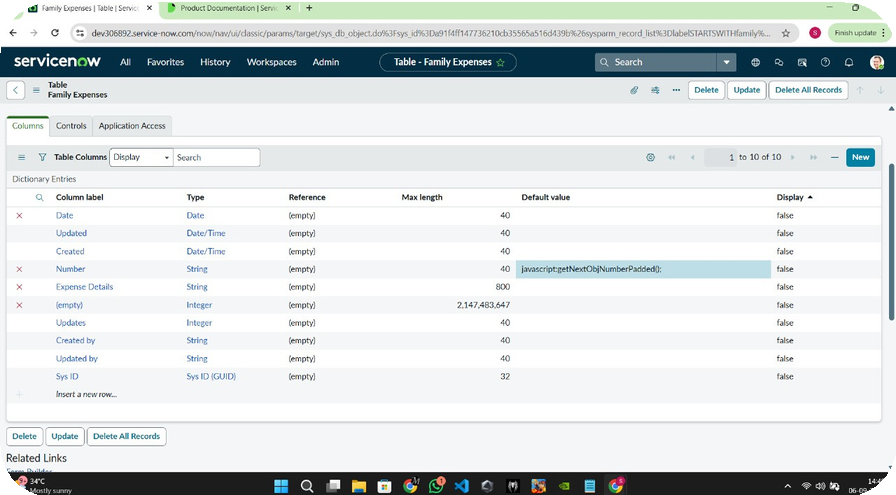 Family Expenses | Table | Servic
Product Documentation | Servi
dev306892.service-now.com/now/nav/ui/classic/params/target/sys_db_object.do%3Fsys_id%3Da91f4ff147736210cb35565a516d439b%26sysparm_record_list%3DlabelSTARTSWITHfamily%...
S
Finish update
servicenow All Favorites History Workspaces Admin Table - Family Expenses Search
Table
Family Expenses
Delete Update Delete All Records
Columns Controls Application Access
Table Columns Display Search 1 to 10 of 10 New
Dictionary Entries
Column label Type Reference Max length Default value Display
Date Date (empty) 40 false
Updated Date/Time (empty) 40 false
Created Date/Time (empty) 40 false
Number String (empty) 40 javascript:getNextObjNumberPadded(); false
Expense Details String (empty) 800 false
(empty) Integer (empty) 2,147,483,647 false
Updates Integer (empty) 40 false
Created by String (empty) 40 false
Updated by String (empty) 40 false
Sys ID Sys ID (GUID) (empty) 32 false
Insert a new row...
Delete Update Delete All Records
Related Links
34°C
Mostly sunny